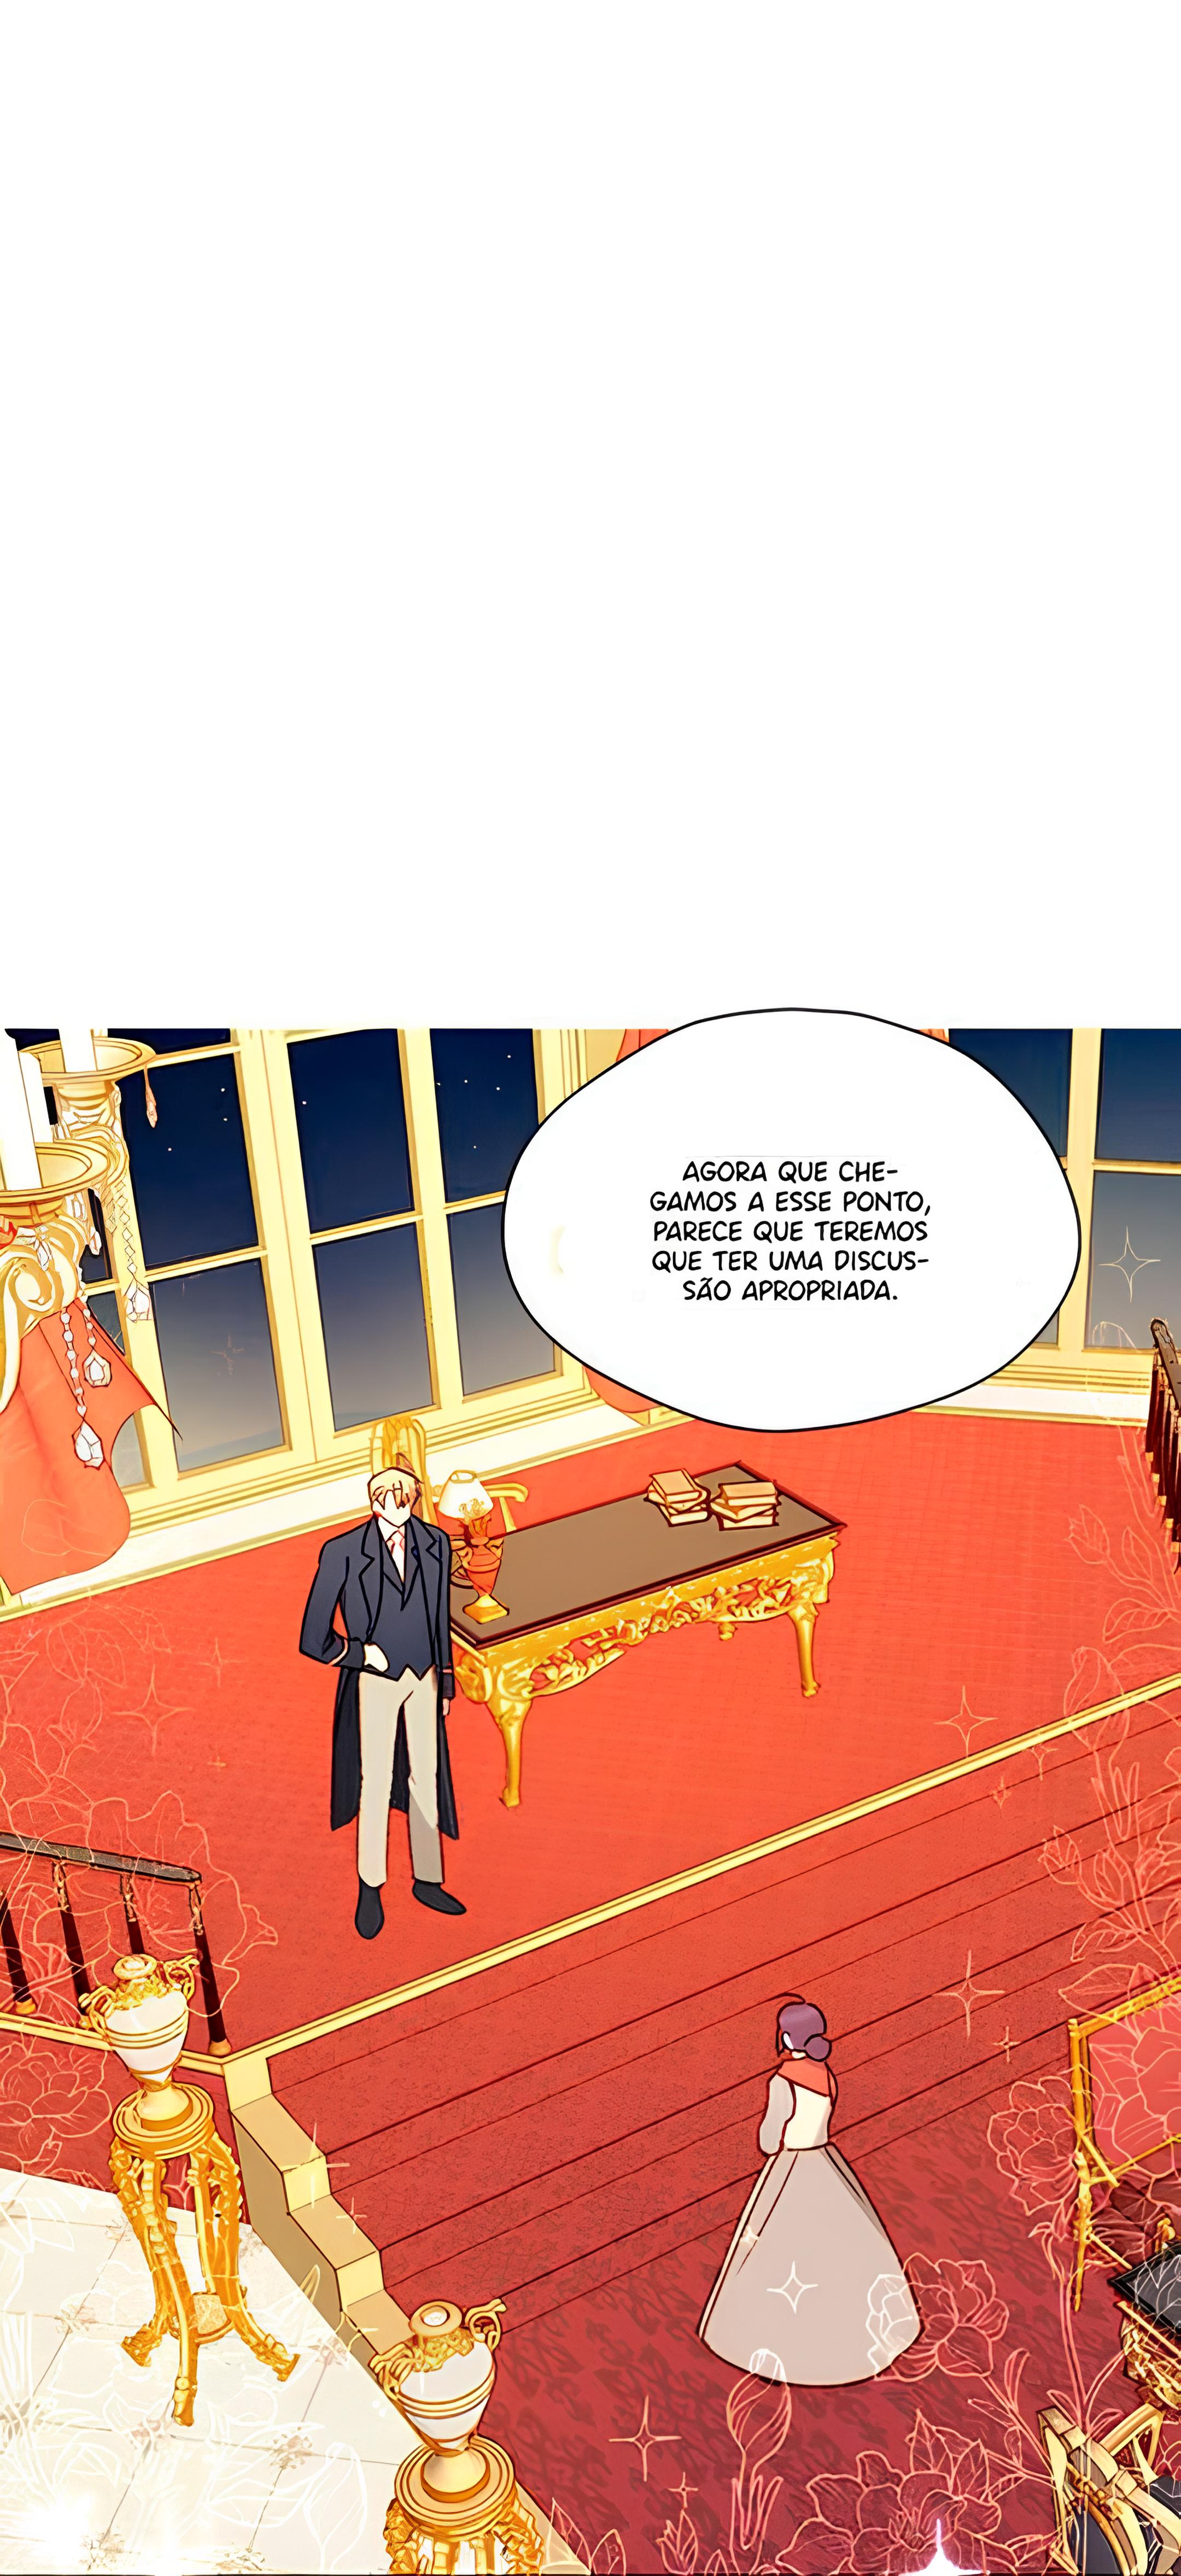 AGORA QUE CHE-
GAMOS A ESSE PONTO,
PARECE QUE TEREMOS
QUE TER UMA DISCUS-
SÃO APROPRIADA.